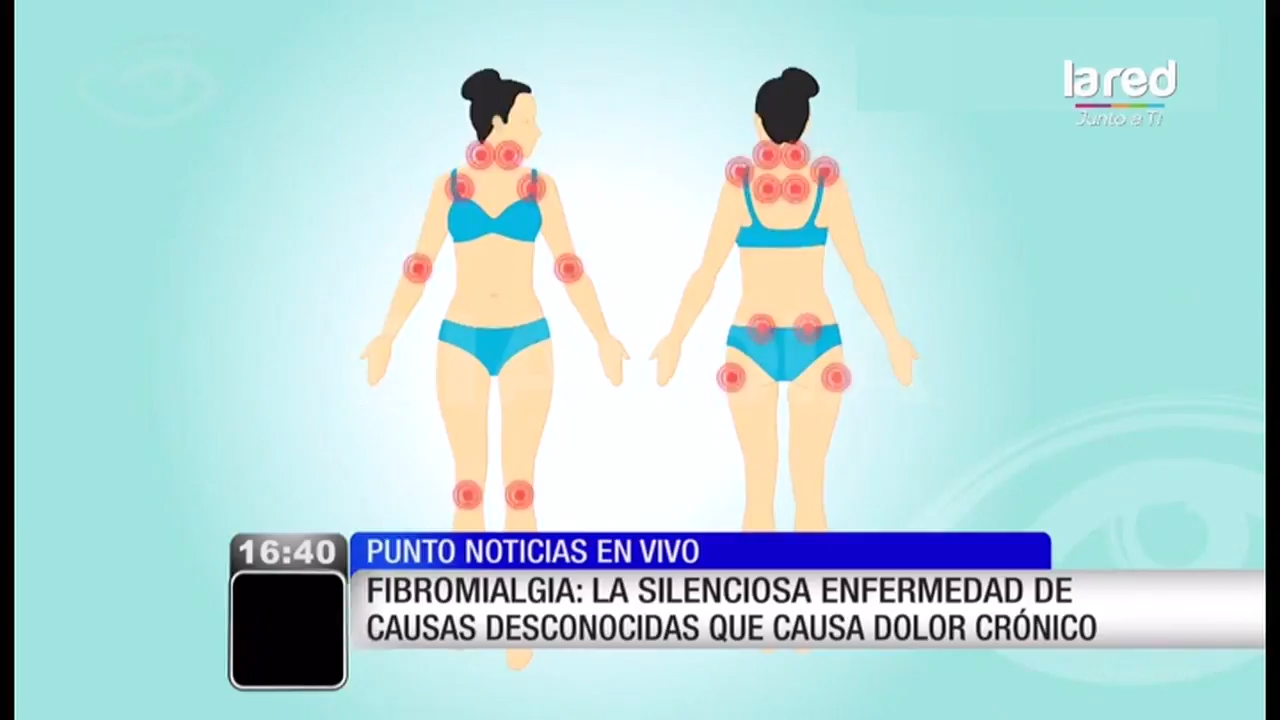 lared
Junto a Ti
16:40
PUNTO NOTICIAS EN VIVO
FIBROMIALGIA: LA SILENCIOSA ENFERMEDAD DE
CAUSAS DESCONOCIDAS QUE CAUSA DOLOR CRÓNICO